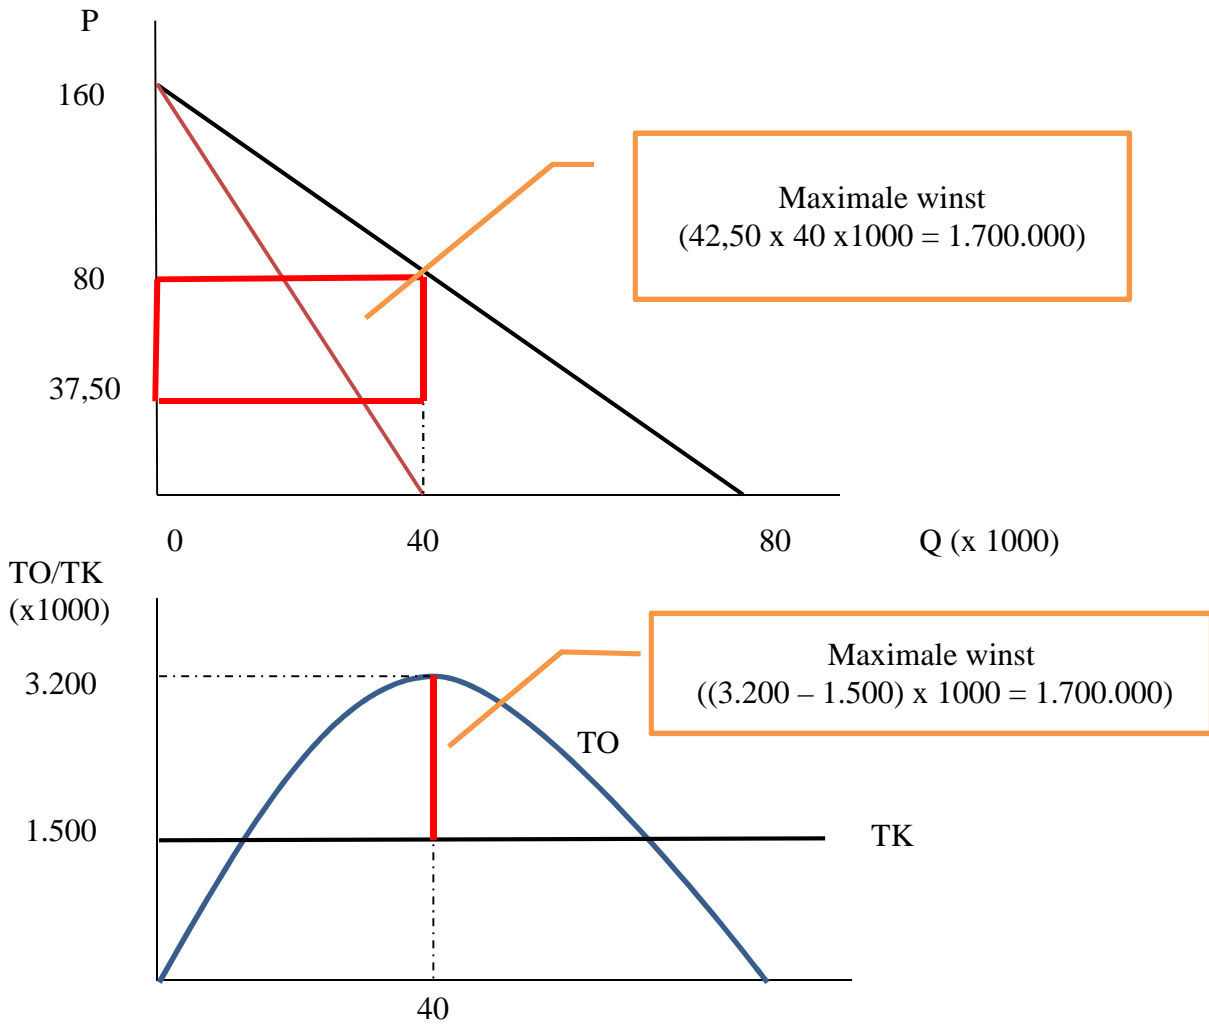 P
160
Maximale winst
(42,50 x 40 x1000 = 1.700.000)
80
37,50
0 40 80 Q (x 1000)
TO/TK
(x1000)
Maximale winst
((3.200 – 1.500) x 1000 = 1.700.000)
3.200
TO
1.500
TK
40